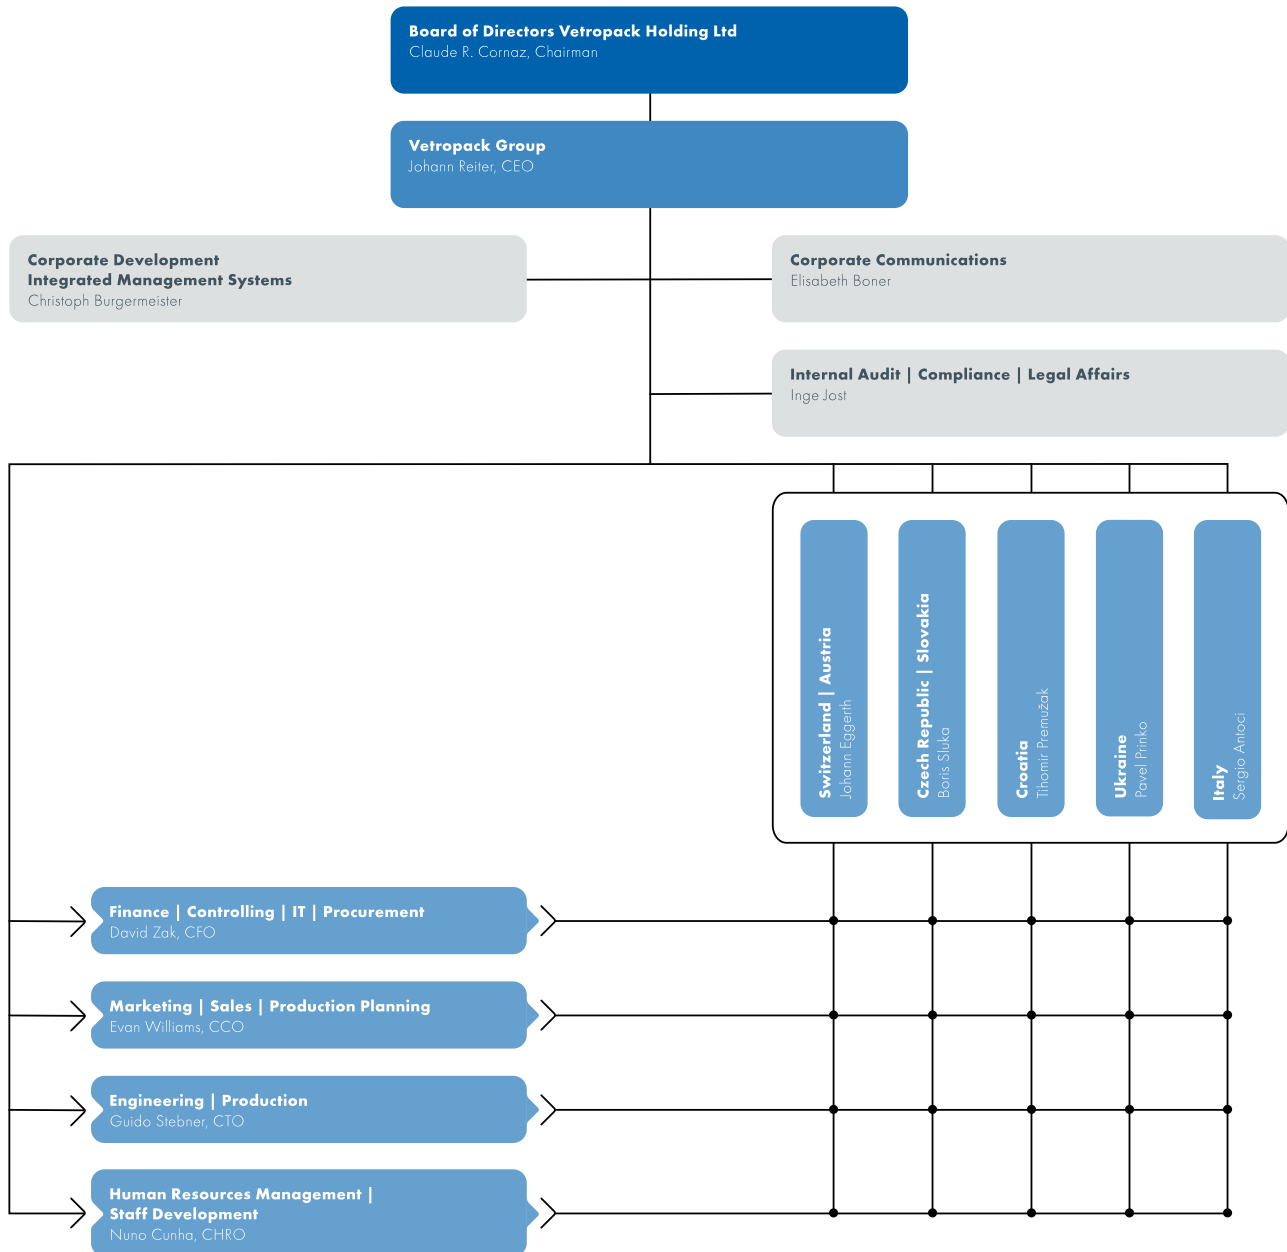 Board of Directors Vetropack Holding Ltd
Claude R. Cornaz, Chairman
Vetropack Group
Johann Reiter, CEO
Corporate Development
Integrated Management Systems
Christoph Burgermeister
Corporate Communications
Elisabeth Boner
Internal Audit | Compliance | Legal Affairs
Inge Jost
Switzerland | Austria
Johann Eggerth
Czech Republic | Slovakia
Boris Sluka
Croatia
Tihomir Premužak
Ukraine
Pavel Prinko
Italy
Sergio Antoci
Finance | Controlling | IT | Procurement
David Zak, CFO
Marketing | Sales | Production Planning
Evan Williams, CCO
Engineering | Production
Guido Stebner, CTO
Human Resources Management |
Staff Development
Nuno Cunha, CHRO